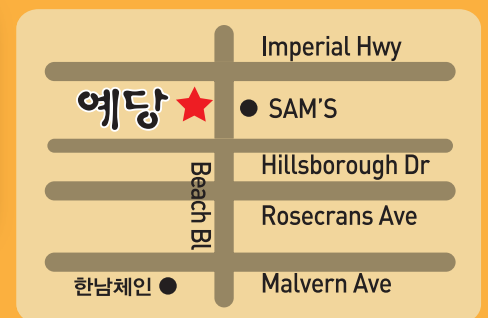 Imperial Hwy
예당
SAM'S
Hillsborough Dr
Beach Bl
Rosecrans Ave
한남체인
Malvern Ave